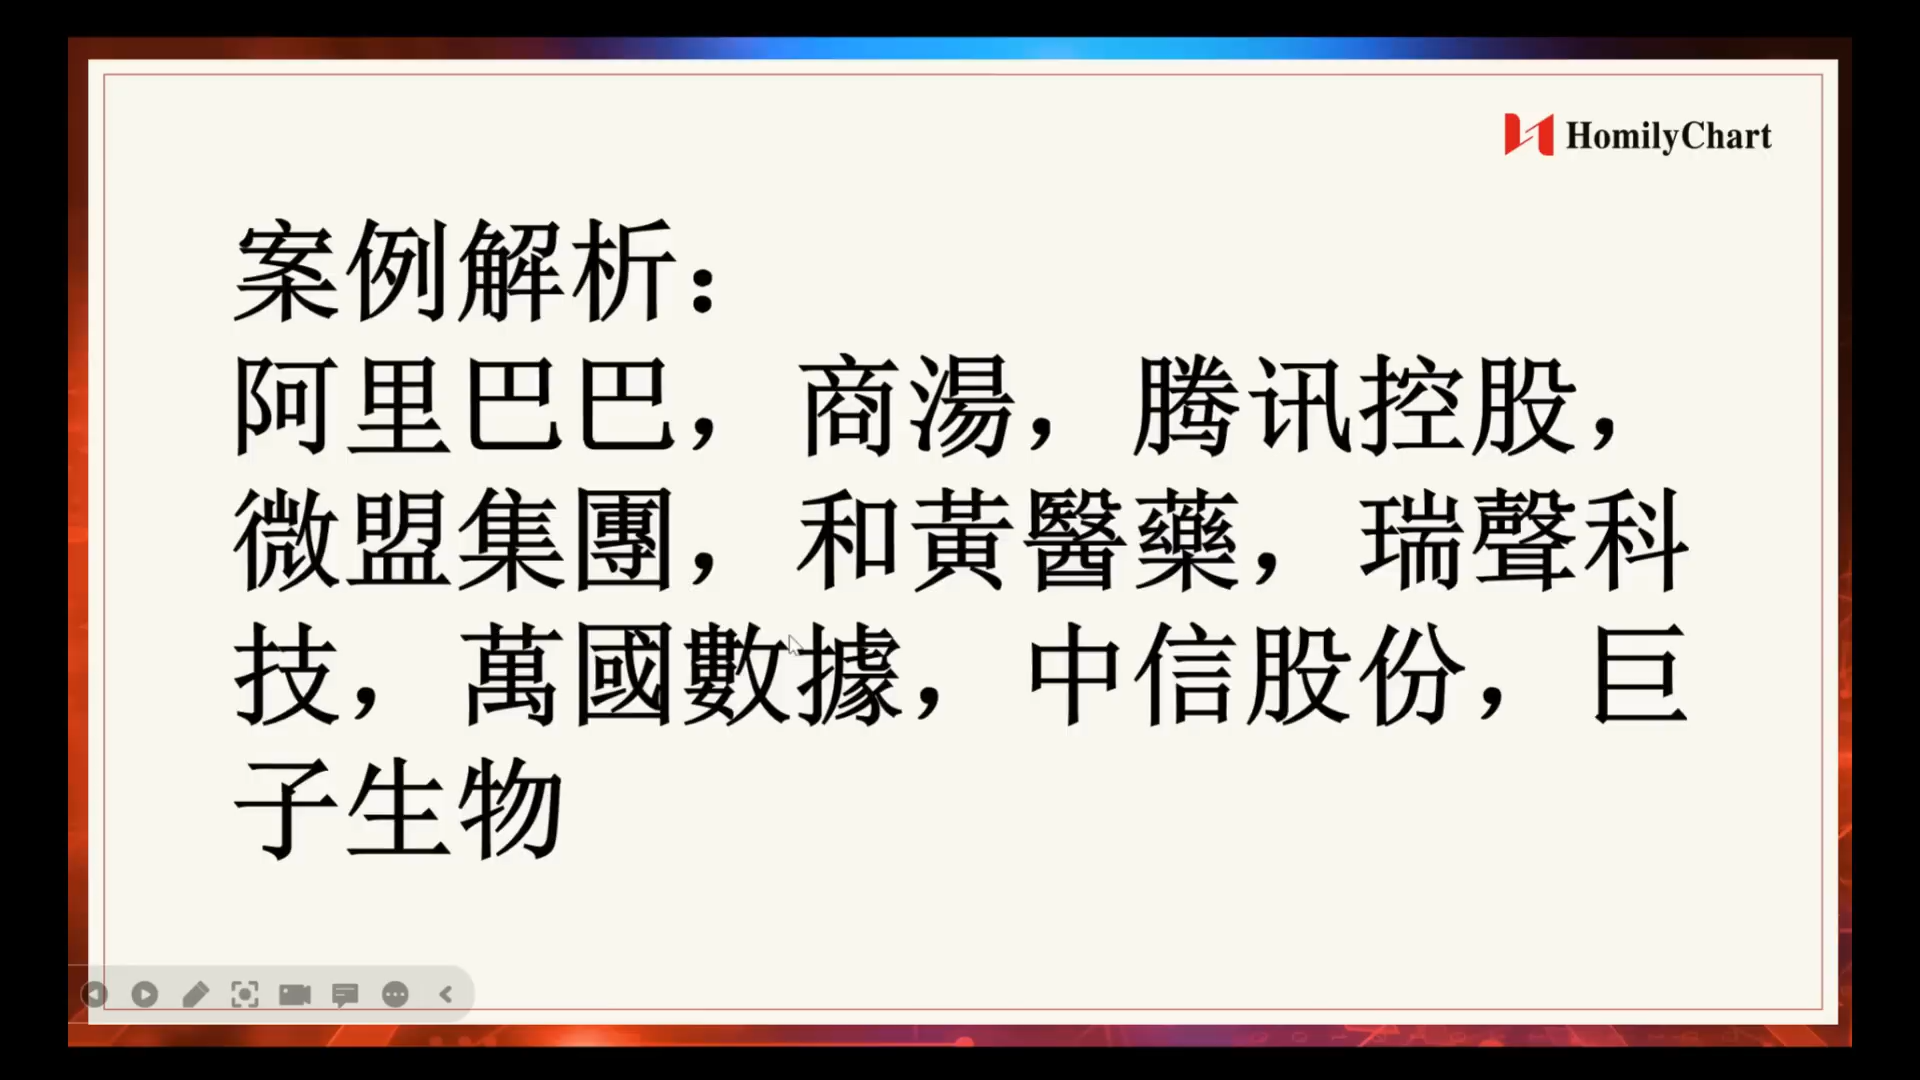 HomilyChart
案例解析：
阿里巴巴，商湯，腾讯控股，
微盟集團，和黃醫藥，瑞聲科
技，萬國數據，中信股份，巨
子生物